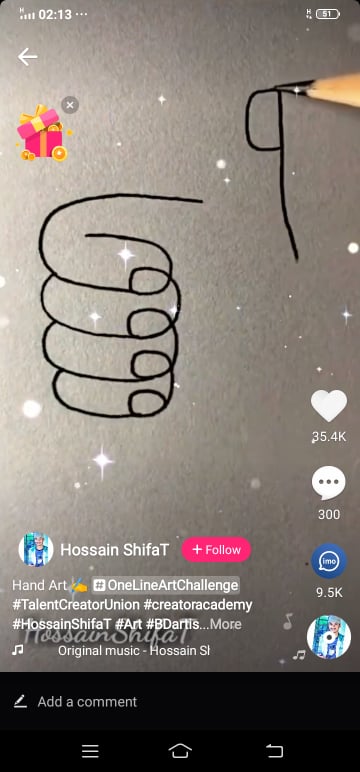 02:13 ...
51
35.4K
300
imo
9.5K
Hossain ShifaT
+ Follow
Hand Art✍ #OneLineArtChallenge
#TalentCreatorUnion #creatoracademy
#HossainShifaT #Art #BDartis...More
HossainShifaT
Original music - Hossain SI
Add a comment